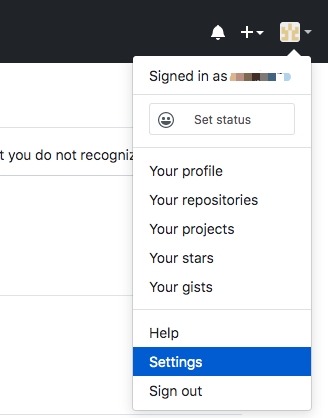 Signed in as
Set status
t you do not recogniz
Your profile
Your repositories
Your projects
Your stars
Your gists
Help
Settings
Sign out